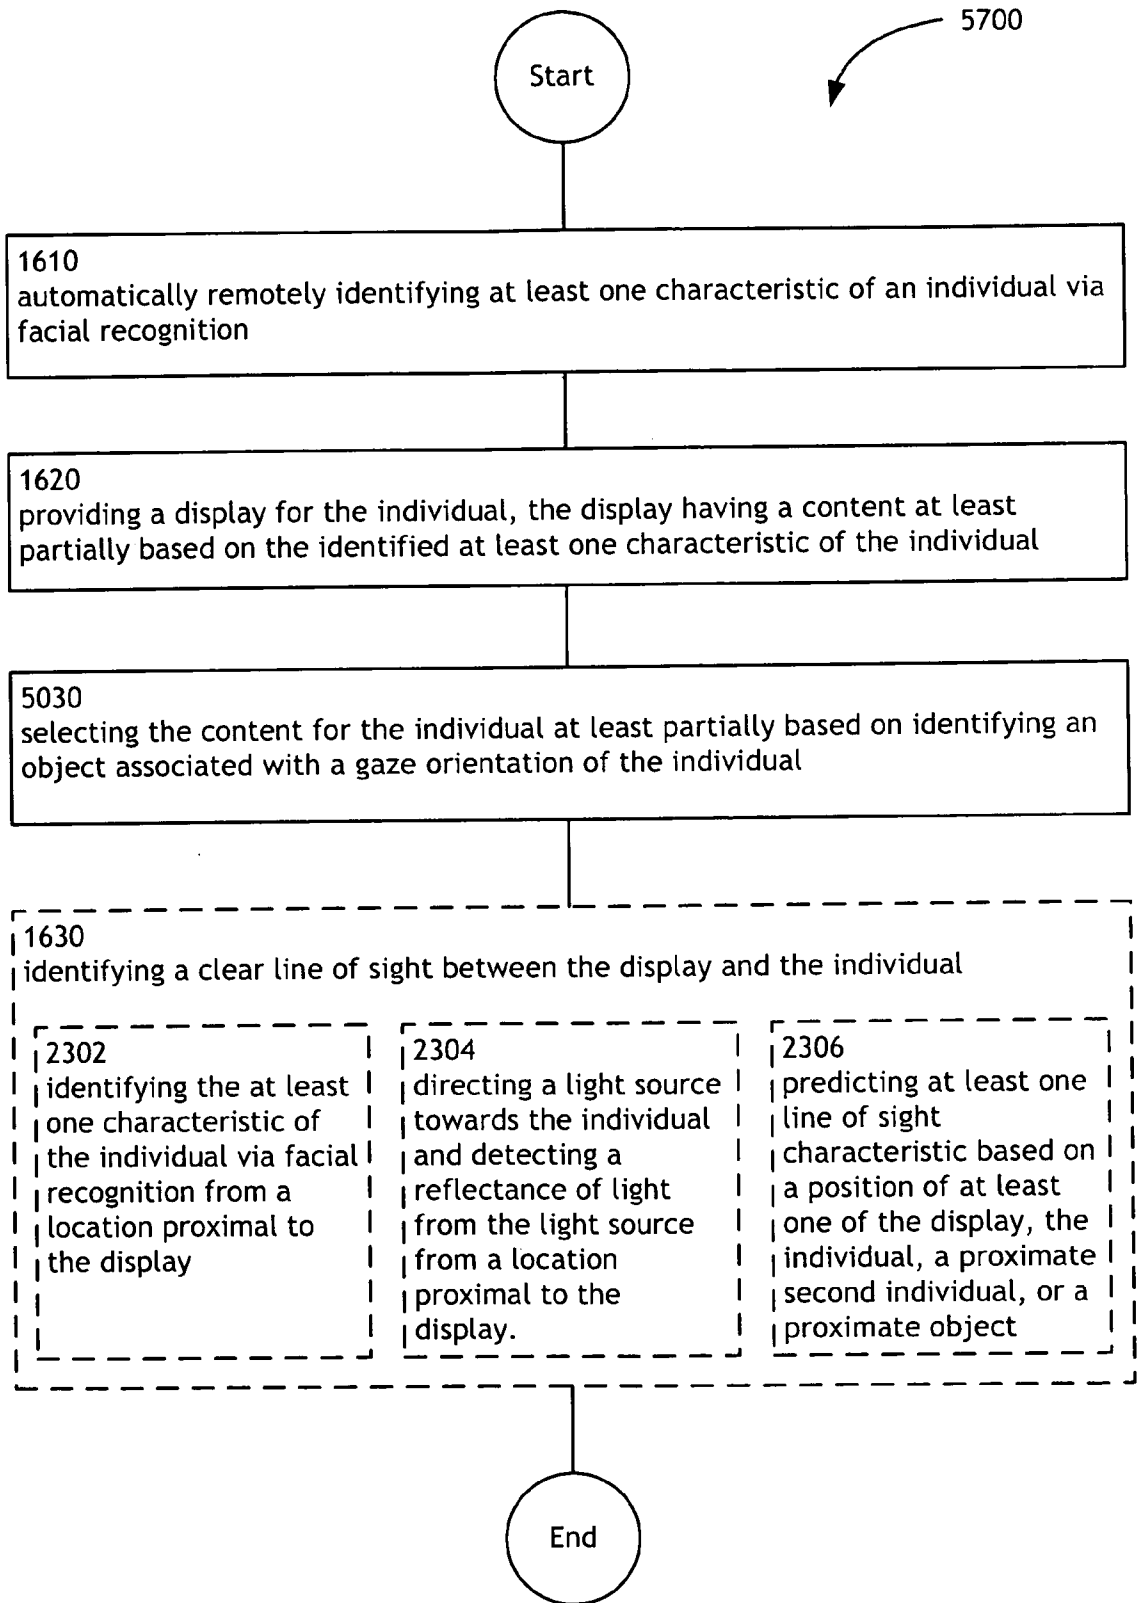 5700
Start
1610
automatically remotely identifying at least one characteristic of an individual via
facial recognition
1620
providing a display for the individual, the display having a content at least
partially based on the identified at least one characteristic of the individual
5030
selecting the content for the individual at least partially based on identifying an
object associated with a gaze orientation of the individual
1630
identifying a clear line of sight between the display and the individual
2302
identifying the at least
one characteristic of
the individual via facial
recognition from a
location proximal to
the display
2304
directing a light source
towards the individual
and detecting a
reflectance of light
from the light source
from a location
proximal to the
display.
2306
predicting at least one
line of sight
characteristic based on
a position of at least
one of the display, the
individual, a proximate
second individual, or a
proximate object
End